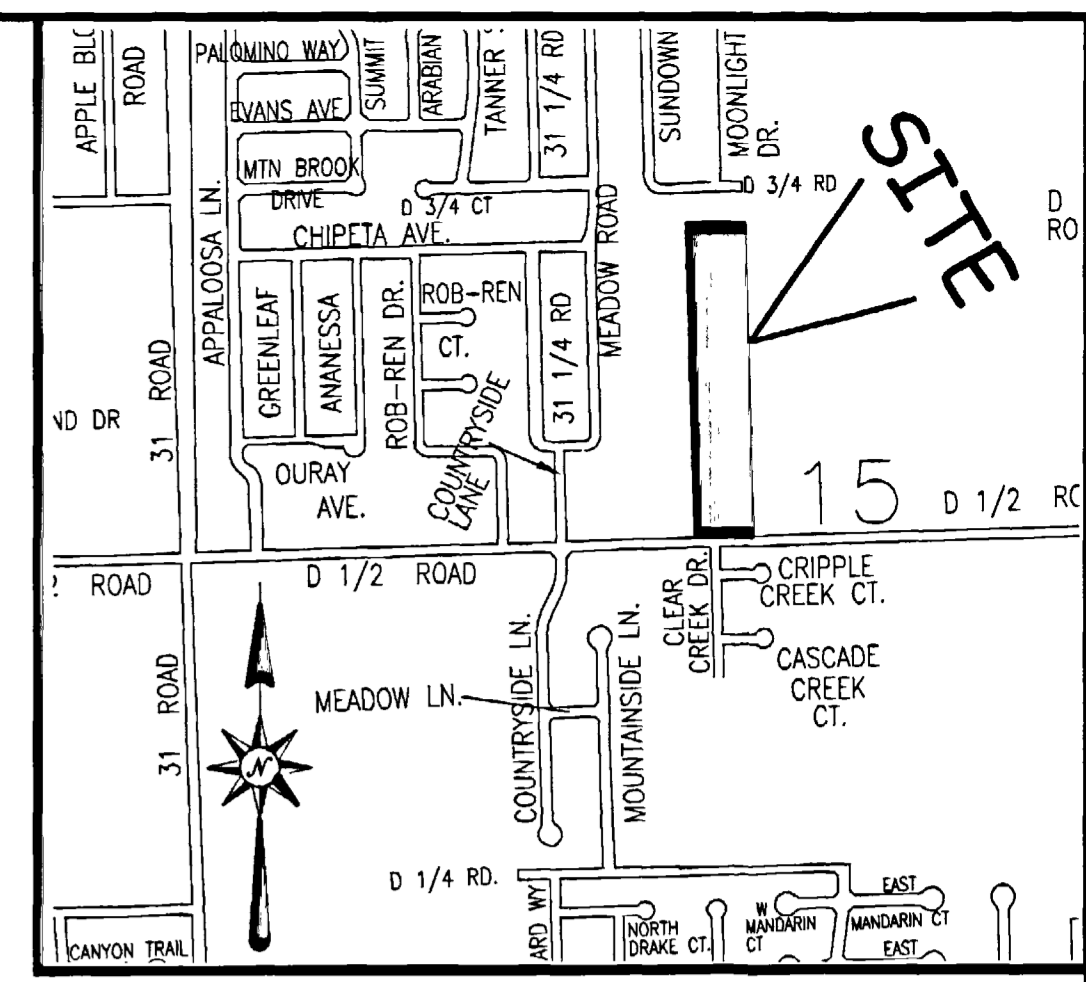 APPLE BLO
ROAD
PALOMINO WAY
EVANS AVE
MTN BROOK
DRIVE
SUMMIT
ARABIAN
TANNER
31 1/4 RD
SUNDOWN
MOONLIGHT
DR.
D 3/4 RD
D 3/4 CT
CHIPETA AVE.
SITE
D
RO
APPALOOSA LN.
MEADOW ROAD
GREENLEAF
ANANESSA
ROB-REN DR.
ROB-REN
CT.
31 1/4 RD
31 ROAD
ND DR
COUNTRYSIDE
LANE
OURAY
AVE.
15
D 1/2 RO
ROAD
D 1/2 ROAD
CLEAR
CREEK DR.
CRIPPLE
CREEK CT.
CASCADE
CREEK
CT.
31 ROAD
MEADOW LN.
COUNTRYSIDE LN.
MOUNTAINSIDE LN.
N
D 1/4 RD.
CANYON TRAIL
ARD WY
NORTH
DRAKE CT.
W
MANDARIN
CT
EAST
MANDARIN CT
EAST